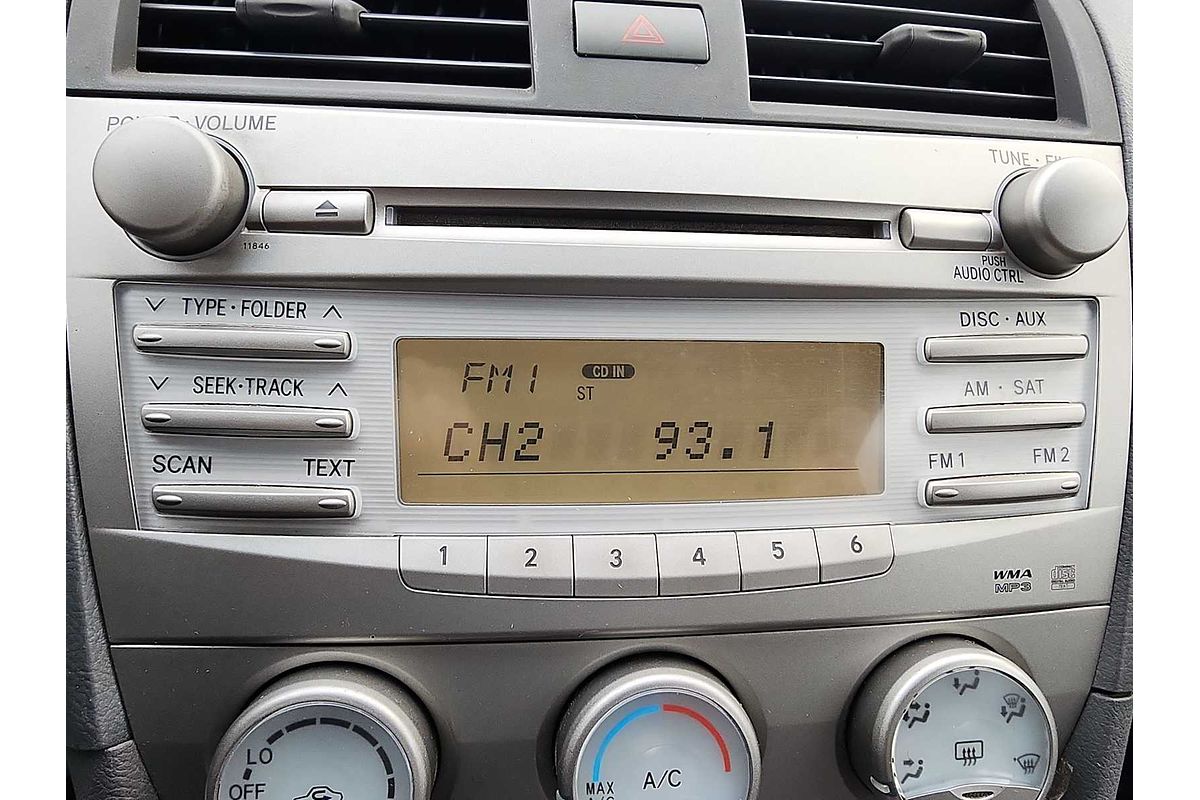 POWER · VOLUME
TUNE · FI
11846
PUSH
AUDIO CTRL
TYPE · FOLDER
DISC · AUX
FM1
CD IN
ST
SEEK · TRACK
AM · SAT
CH2 93.1
SCAN TEXT
FM1 FM2
1 2 3 4 5 6
WMA
MP3
disc
LO
OFF
A/C
MAX
A/C